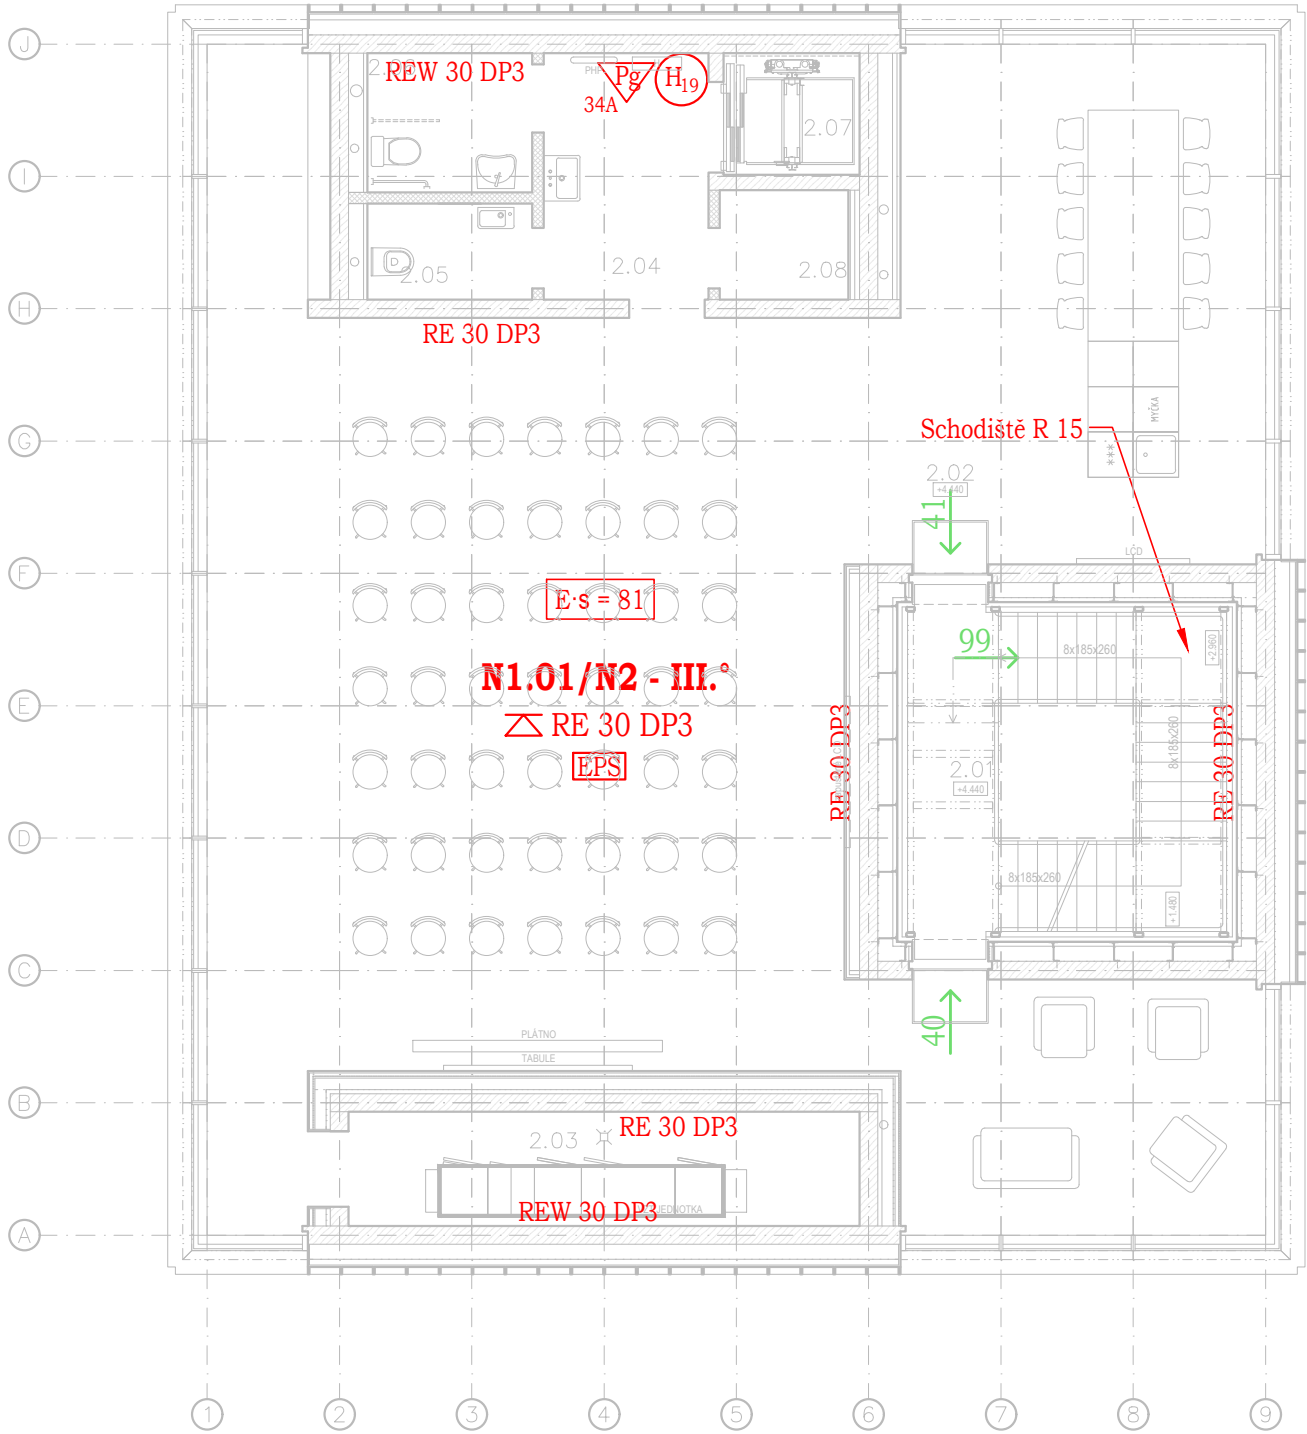 J
2.06
REW 30 DP3
PHP
Pg
34A
H19
2.07
I
2.05
2.04
2.08
H
RE 30 DP3
MYČKA
***
G
Schodiště R 15
2.02
+4.440
41
LCD
F
E·s = 81
99
8x185x260
+2.960
N1.01/N2 - III.°
E
RE 30 DP3
RE 30 DP3
RE 30 DP3
8x185x260
EPS
2.01
+4.440
D
8x185x260
+1.480
C
40
PLÁTNO
TABULE
B
RE 30 DP3
2.03
REW 30 DP3
JEDNOTKA
A
1
2
3
4
5
6
7
8
9